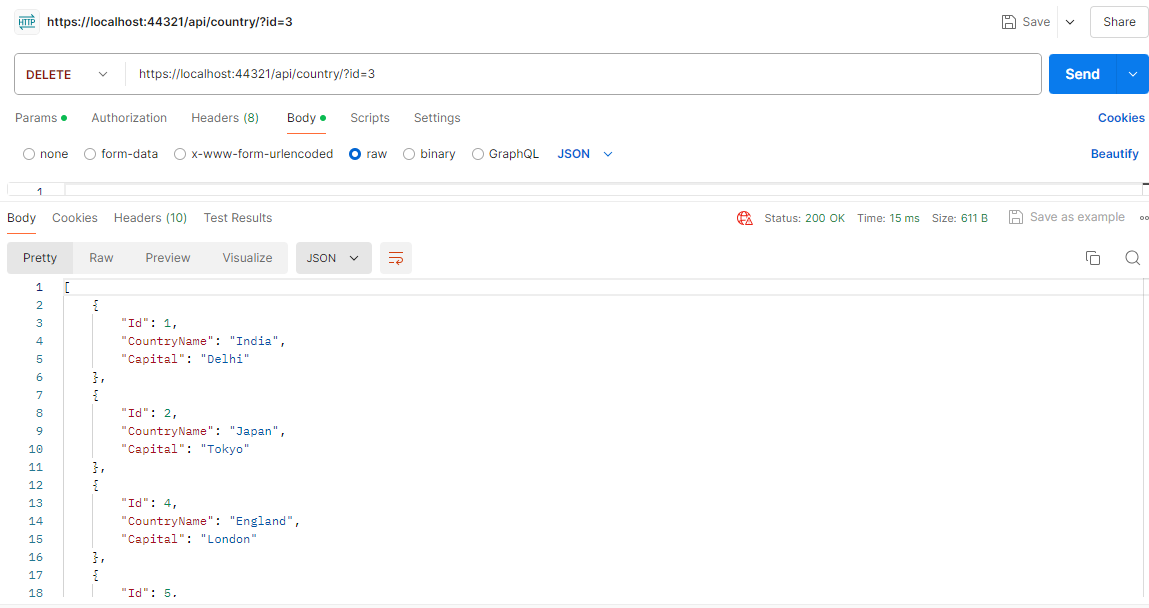 HTTP https://localhost:44321/api/country/?id=3 Save Share
DELETE https://localhost:44321/api/country/?id=3 Send
Params Authorization Headers (8) Body Scripts Settings Cookies
none form-data x-www-form-urlencoded raw binary GraphQL JSON Beautify
1
Body Cookies Headers (10) Test Results Status: 200 OK Time: 15 ms Size: 611 B Save as example
Pretty Raw Preview Visualize JSON
1 [
2 {
3 "Id": 1,
4 "CountryName": "India",
5 "Capital": "Delhi"
6 },
7 {
8 "Id": 2,
9 "CountryName": "Japan",
10 "Capital": "Tokyo"
11 },
12 {
13 "Id": 4,
14 "CountryName": "England",
15 "Capital": "London"
16 },
17 {
18 "Id": 5,